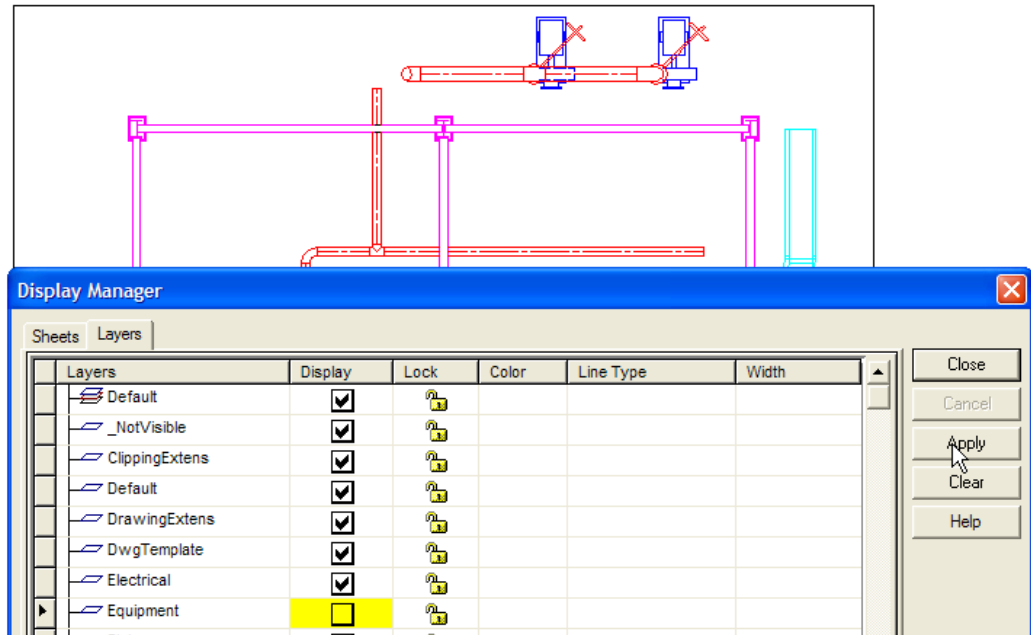 Display Manager
Sheets Layers
Layers Display Lock Color Line Type Width
Default
_NotVisible
ClippingExtens
Default
DrawingExtens
DwgTemplate
Electrical
Equipment
Close
Cancel
Apply
Clear
Help